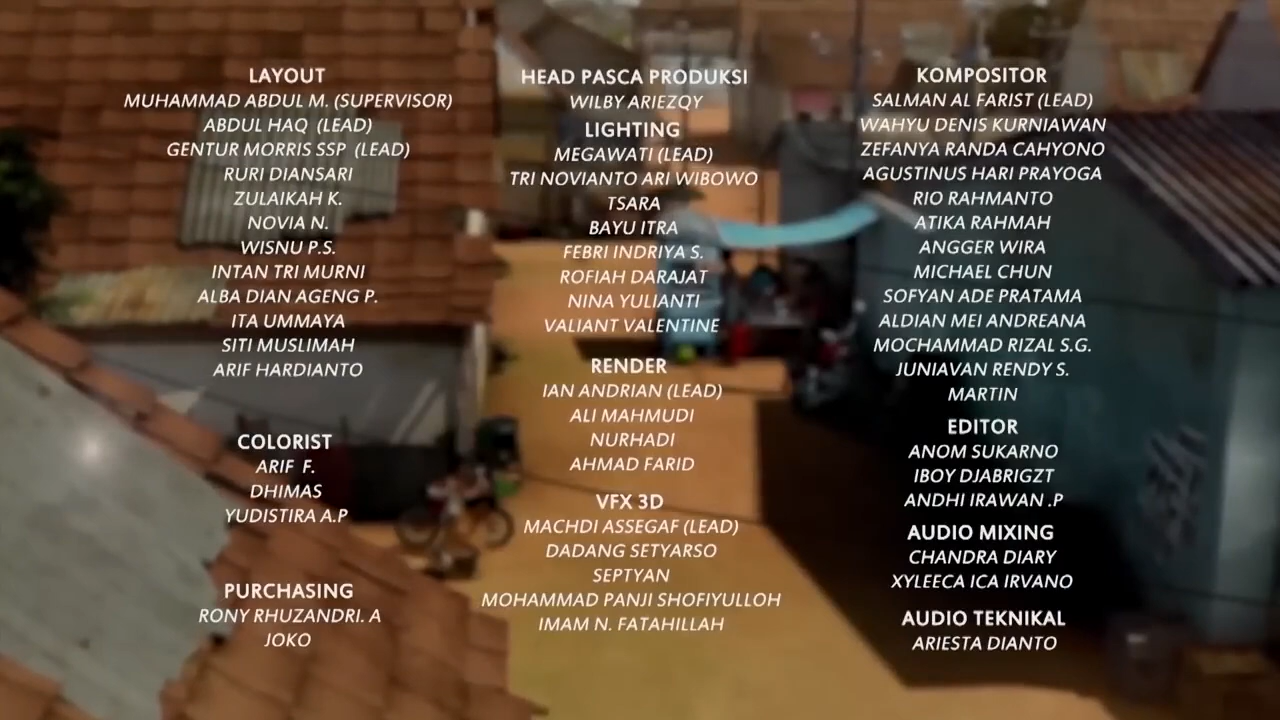 LAYOUT
MUHAMMAD ABDUL M. (SUPERVISOR)
ABDUL HAQ (LEAD)
GENTUR MORRIS SSP (LEAD)
RURI DIANSARI
ZULAIKAH K.
NOVIA N.
WISNU P.S.
INTAN TRI MURNI
ALBA DIAN AGENG P.
ITA UMMAYA
SITI MUSLIMAH
ARIF HARDIANTO
COLORIST
ARIF F.
DHIMAS
YUDISTIRA A.P
PURCHASING
RONY RHUZANDRI. A
JOKO
HEAD PASCA PRODUKSI
WILBY ARIEZQY
LIGHTING
MEGAWATI (LEAD)
TRI NOVIANTO ARI WIBOWO
TSARA
BAYU ITRA
FEBRI INDRIYA S.
ROFIAH DARAJAT
NINA YULIANTI
VALIANT VALENTINE
RENDER
IAN ANDRIAN (LEAD)
ALI MAHMUDI
NURHADI
AHMAD FARID
VFX 3D
MACHDI ASSEGAF (LEAD)
DADANG SETYARSO
SEPTYAN
MOHAMMAD PANJI SHOFIYULLOH
IMAM N. FATAHILLAH
KOMPOSITOR
SALMAN AL FARIST (LEAD)
WAHYU DENIS KURNIAWAN
ZEFANYA RANDA CAHYONO
AGUSTINUS HARI PRAYOGA
RIO RAHMANTO
ATIKA RAHMAH
ANGGER WIRA
MICHAEL CHUN
SOFYAN ADE PRATAMA
ALDIAN MEI ANDREANA
MOCHAMMAD RIZAL S.G.
JUNIAVAN RENDY S.
MARTIN
EDITOR
ANOM SUKARNO
IBOY DJABRIGZT
ANDHI IRAWAN .P
AUDIO MIXING
CHANDRA DIARY
XYLEECA ICA IRVANO
AUDIO TEKNIKAL
ARIESTA DIANTO